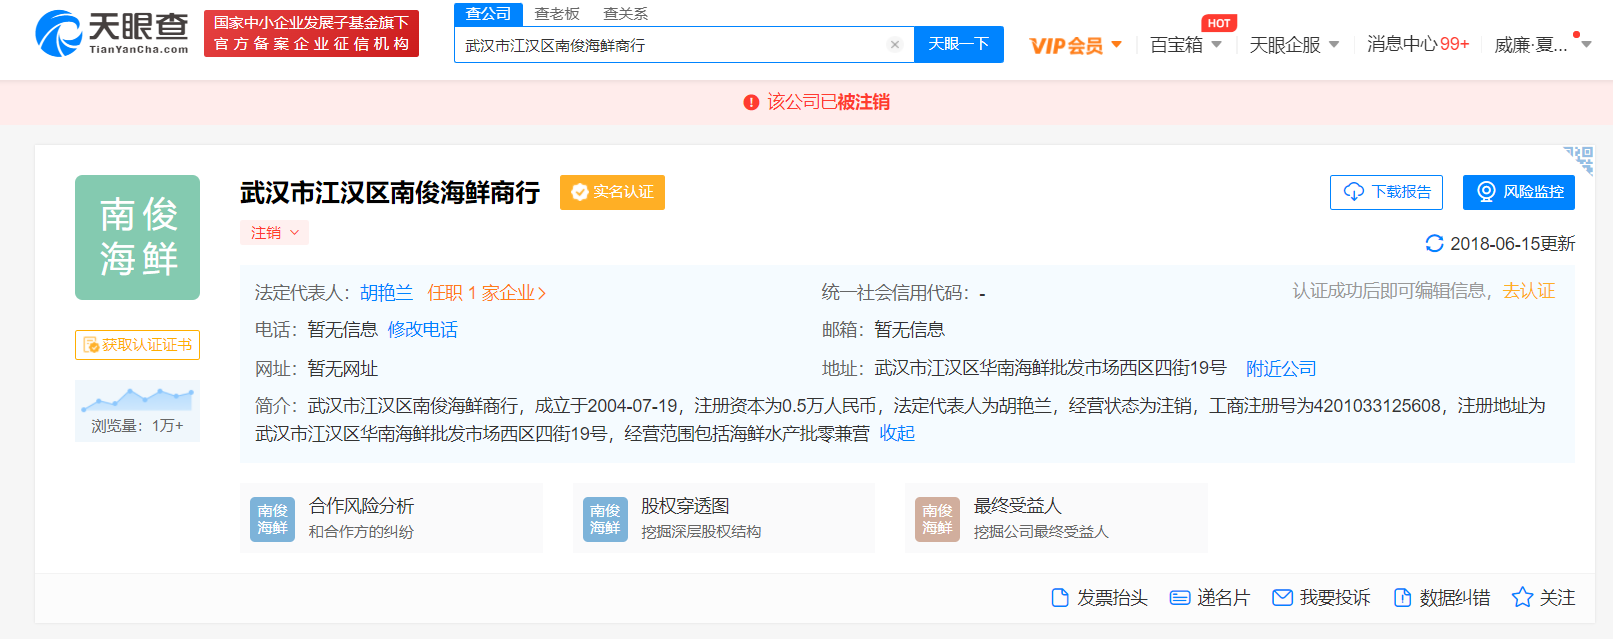 天眼查
TianYanCha.com
国家中小企业发展子基金旗下
官方备案企业征信机构
查公司 查老板 查关系
武汉市江汉区南俊海鲜商行 × 天眼一下
VIP会员 百宝箱 HOT 天眼企服 消息中心 99+ 威廉·夏...
该公司已被注销
南俊
海鲜
武汉市江汉区南俊海鲜商行 实名认证
下载报告 风险监控
注销
2018-06-15更新
法定代表人： 胡艳兰 任职 1 家企业> 统一社会信用代码：- 认证成功后即可编辑信息，去认证
电话： 暂无信息 修改电话 邮箱： 暂无信息
网址： 暂无网址 地址： 武汉市江汉区华南海鲜批发市场西区四街19号 附近公司
简介： 武汉市江汉区南俊海鲜商行，成立于2004-07-19，注册资本为0.5万人民币，法定代表人为胡艳兰，经营状态为注销，工商注册号为4201033125608，注册地址为
武汉市江汉区华南海鲜批发市场西区四街19号，经营范围包括海鲜水产批零兼营 收起
获取认证证书
浏览量：1万+
南俊
海鲜
合作风险分析
和合作方的纠纷
南俊
海鲜
股权穿透图
挖掘深层股权结构
南俊
海鲜
最终受益人
挖掘公司最终受益人
发票抬头 递名片 我要投诉 数据纠错 关注